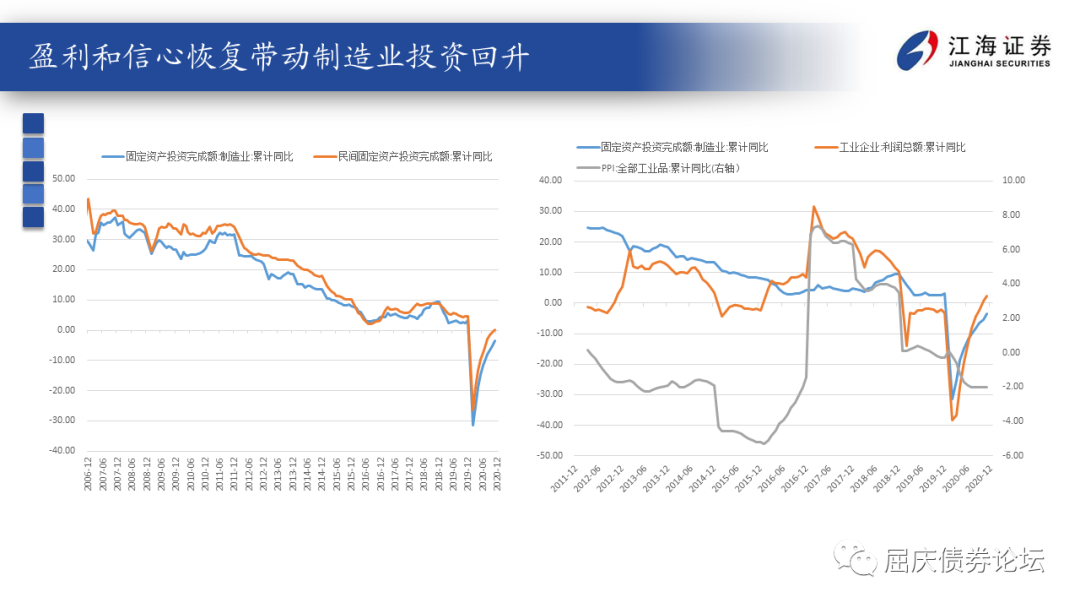 盈利和信心恢复带动制造业投资回升
江海证券
JIANGHAI SECURITIES
固定资产投资完成额:制造业:累计同比 民间固定资产投资完成额:累计同比
50.00
40.00
30.00
20.00
10.00
0.00
-10.00
-20.00
-30.00
-40.00
2006-12 2007-06 2007-12 2008-06 2008-12 2009-06 2009-12 2010-06 2010-12 2011-06 2011-12 2012-06 2012-12 2013-06 2013-12 2014-06 2014-12 2015-06 2015-12 2016-06 2016-12 2017-06 2017-12 2018-06 2018-12 2019-06 2019-12 2020-06 2020-12
固定资产投资完成额:制造业:累计同比 工业企业:利润总额:累计同比
PPI:全部工业品:累计同比(右轴)
40.00 10.00
30.00 8.00
20.00 6.00
10.00 4.00
0.00 2.00
-10.00 0.00
-20.00 -2.00
-30.00 -4.00
-40.00 -6.00
-50.00
2011-12 2012-06 2012-12 2013-06 2013-12 2014-06 2014-12 2015-06 2015-12 2016-06 2016-12 2017-06 2017-12 2018-06 2018-12 2019-06 2019-12 2020-06 2020-12
屈庆债券论坛